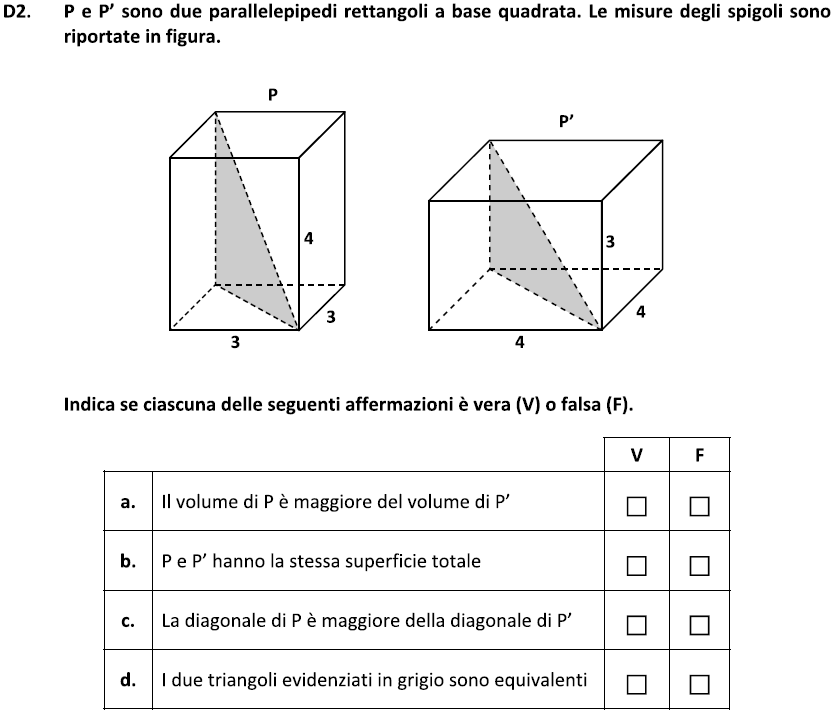 D2. P e P’ sono due parallelepipedi rettangoli a base quadrata. Le misure degli spigoli sono
riportate in figura.
P
P’
4
3
3
3
4
4
Indica se ciascuna delle seguenti affermazioni è vera (V) o falsa (F).
V F
a. Il volume di P è maggiore del volume di P’
b. P e P’ hanno la stessa superficie totale
c. La diagonale di P è maggiore della diagonale di P’
d. I due triangoli evidenziati in grigio sono equivalenti